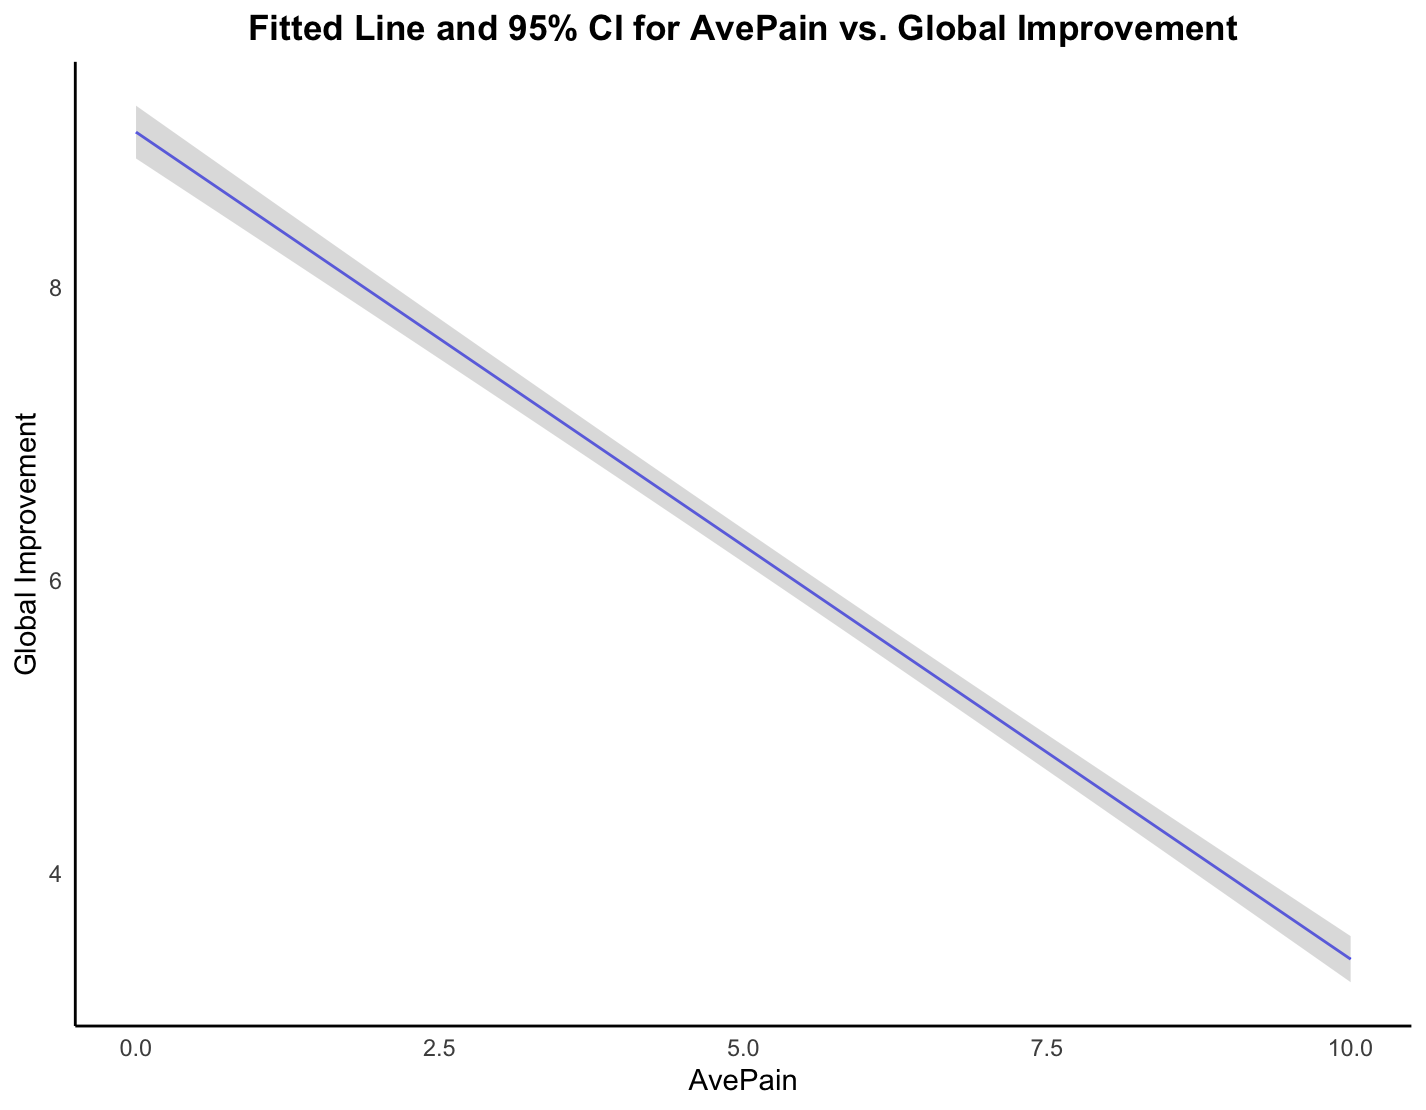 Fitted Line and 95% CI for AvePain vs. Global Improvement
Global Improvement
8
6
4
0.0 2.5 5.0 7.5 10.0
AvePain